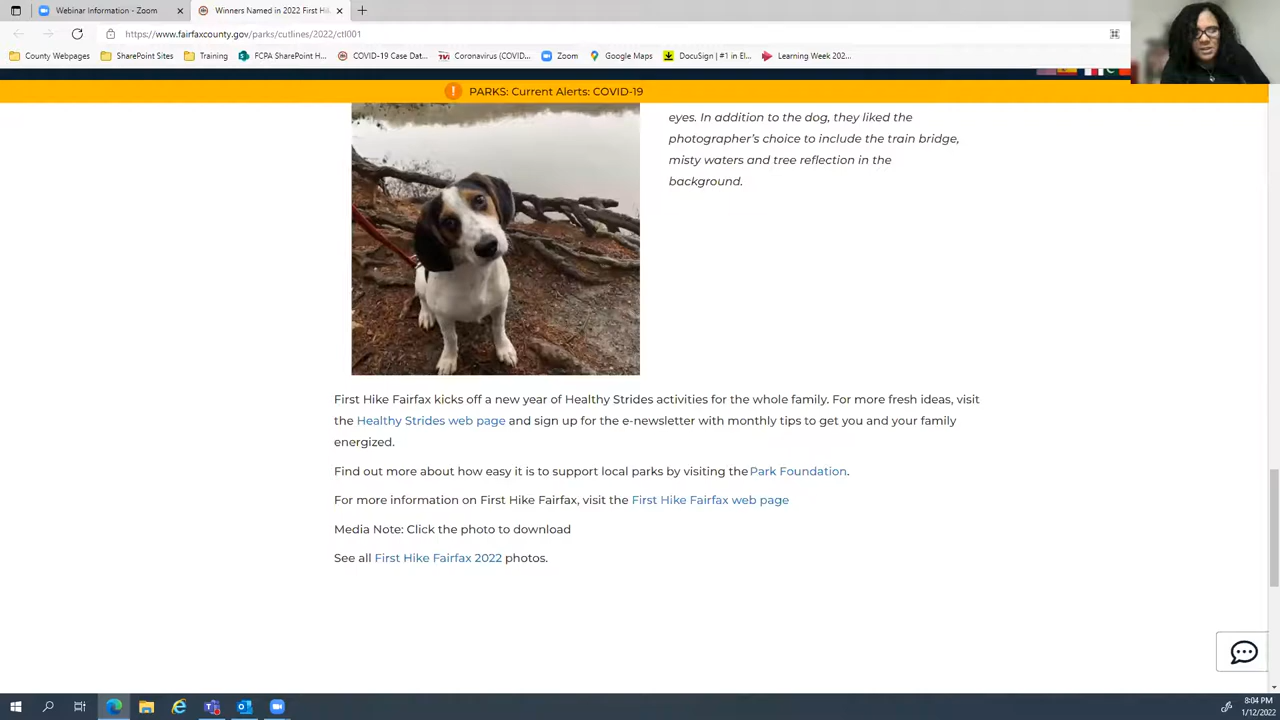 Webinar Information - Zoom
Winners Named in 2022 First Hi
https://www.fairfaxcounty.gov/parks/cutlines/2022/ctl001
County Webpages SharePoint Sites Training FCPA SharePoint H... COVID-19 Case Dat... Coronavirus (COVID... Zoom Google Maps DocuSign | #1 in El... Learning Week 202...
PARKS: Current Alerts: COVID-19
eyes. In addition to the dog, they liked the
photographer's choice to include the train bridge,
misty waters and tree reflection in the
background.
First Hike Fairfax kicks off a new year of Healthy Strides activities for the whole family. For more fresh ideas, visit
the Healthy Strides web page and sign up for the e-newsletter with monthly tips to get you and your family
energized.
Find out more about how easy it is to support local parks by visiting thePark Foundation.
For more information on First Hike Fairfax, visit the First Hike Fairfax web page
Media Note: Click the photo to download
See all First Hike Fairfax 2022 photos.
8:04 PM
1/12/2022